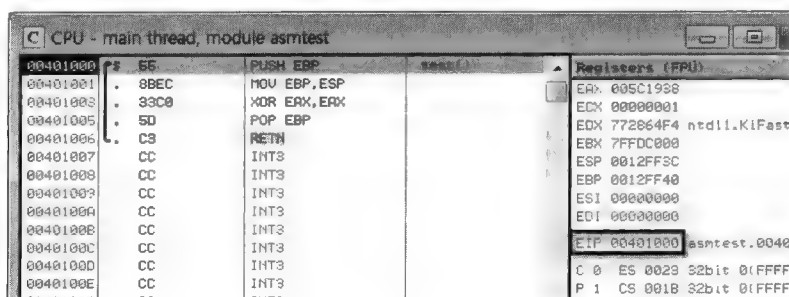 C CPU - main thread, module asmtest
00401000 $ 55 PUSH EBP test()
00401001 . 8BEC MOV EBP,ESP
00401003 . 33C0 XOR EAX,EAX
00401005 . 5D POP EBP
00401006 . C3 RETN
00401007 CC INT3
00401008 CC INT3
00401009 CC INT3
0040100A CC INT3
0040100B CC INT3
0040100C CC INT3
0040100D CC INT3
0040100E CC INT3
Registers (FPU)
EAX 005C1938
ECX 00000001
EDX 772864F4 ntdll.KiFast
EBX 7FFDC000
ESP 0012FF3C
EBP 0012FF40
ESI 00000000
EDI 00000000
EIP 00401000 asmtest.0040
C 0 ES 0023 32bit 0(FFFF
P 1 CS 001B 32bit 0(FFFF